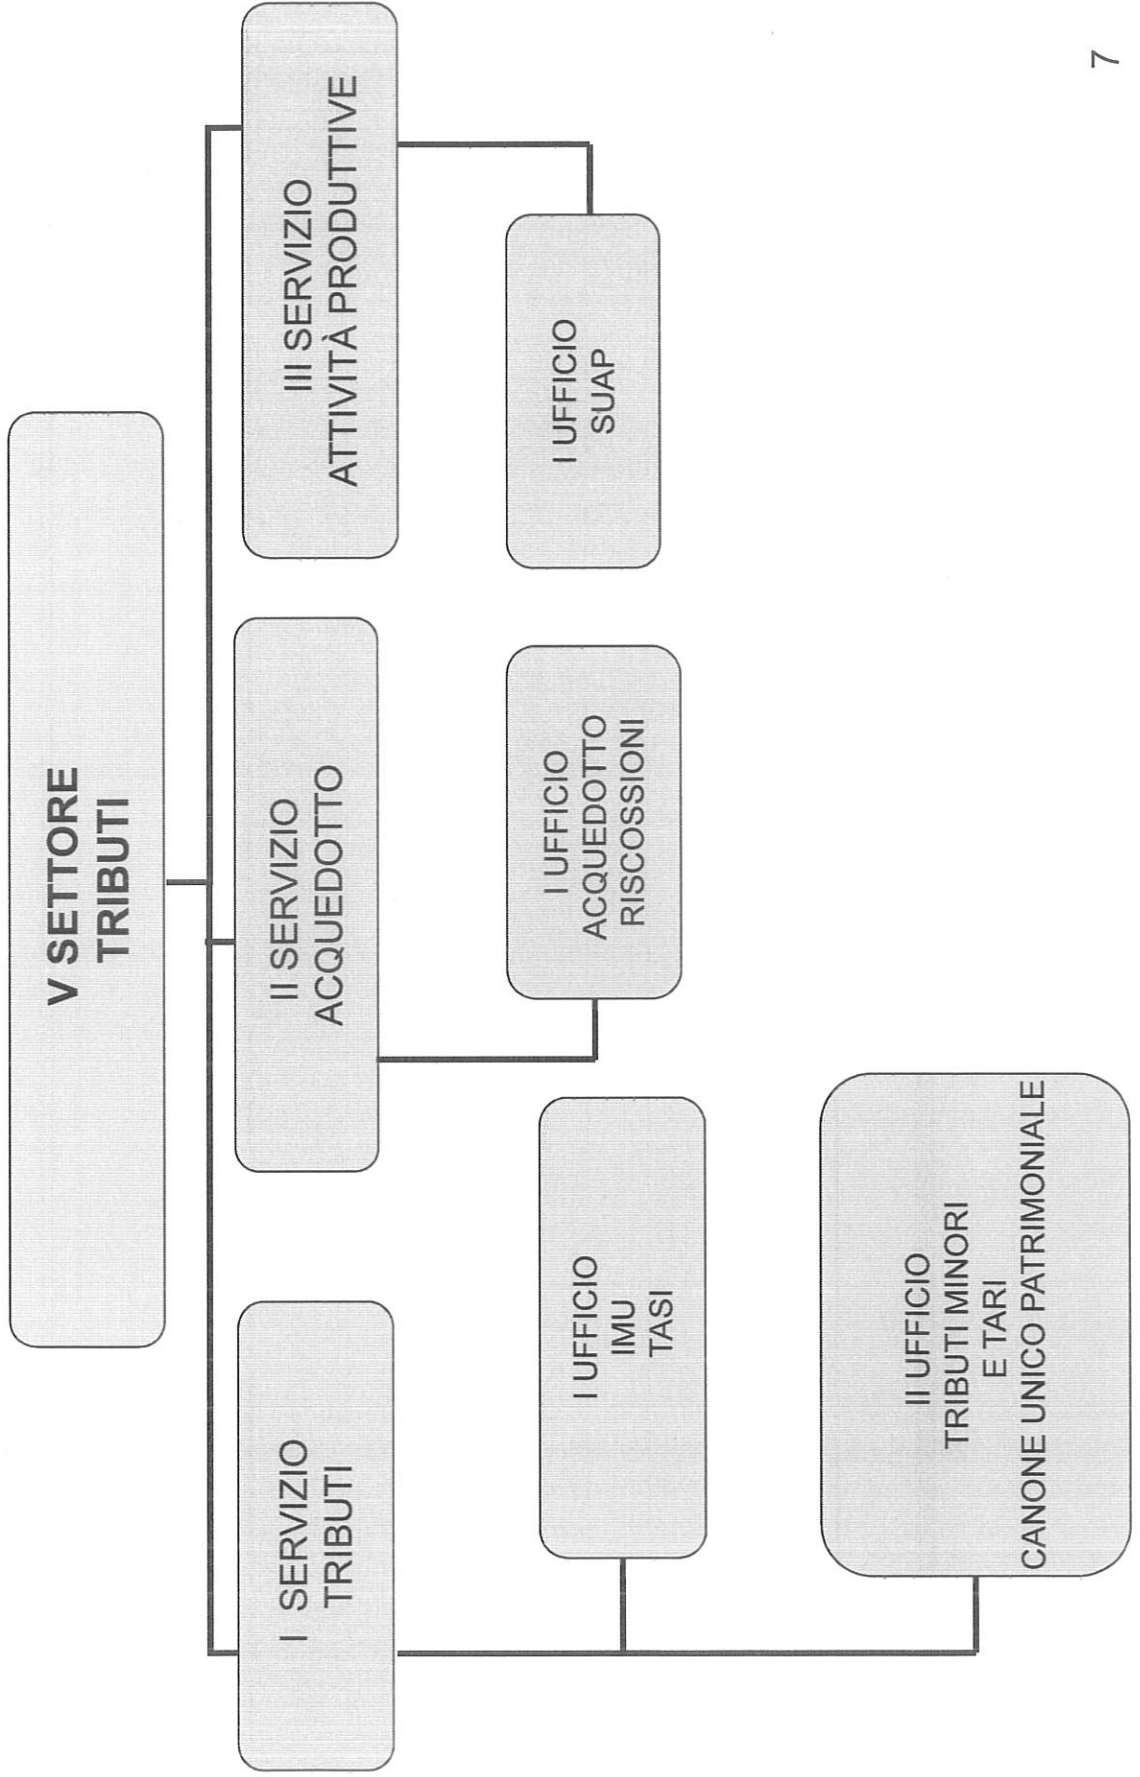 V SETTORE
TRIBUTI
I SERVIZIO
TRIBUTI
II SERVIZIO
ACQUEDOTTO
III SERVIZIO
ATTIVITÀ PRODUTTIVE
I UFFICIO
IMU
TASI
I UFFICIO
ACQUEDOTTO
RISCOSSIONI
I UFFICIO
SUAP
II UFFICIO
TRIBUTI MINORI
E TARI
CANONE UNICO PATRIMONIALE
7